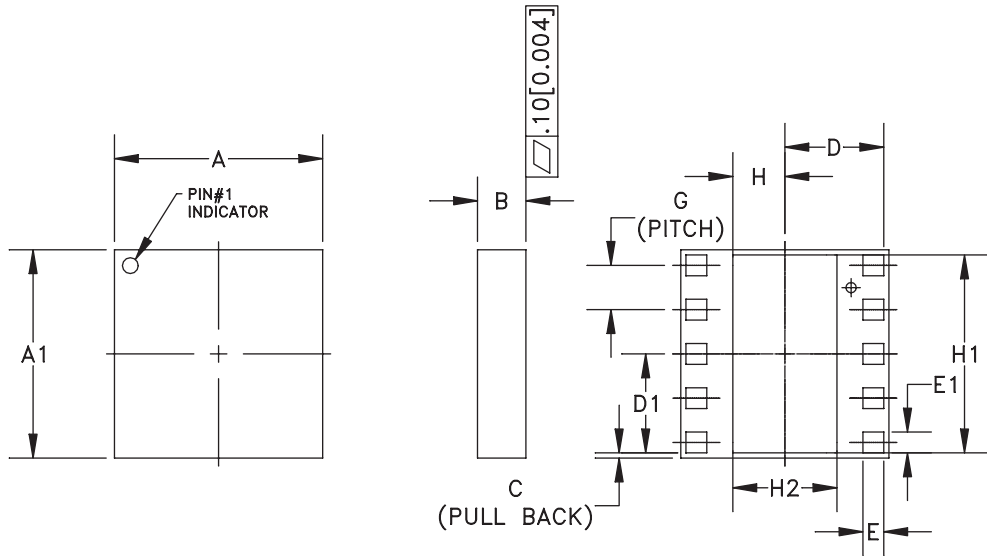 .10[0.004]
A
PIN#1
INDICATOR
B
H
D
G
(PITCH)
A1
D1
H1
E1
H2
C
(PULL BACK)
E